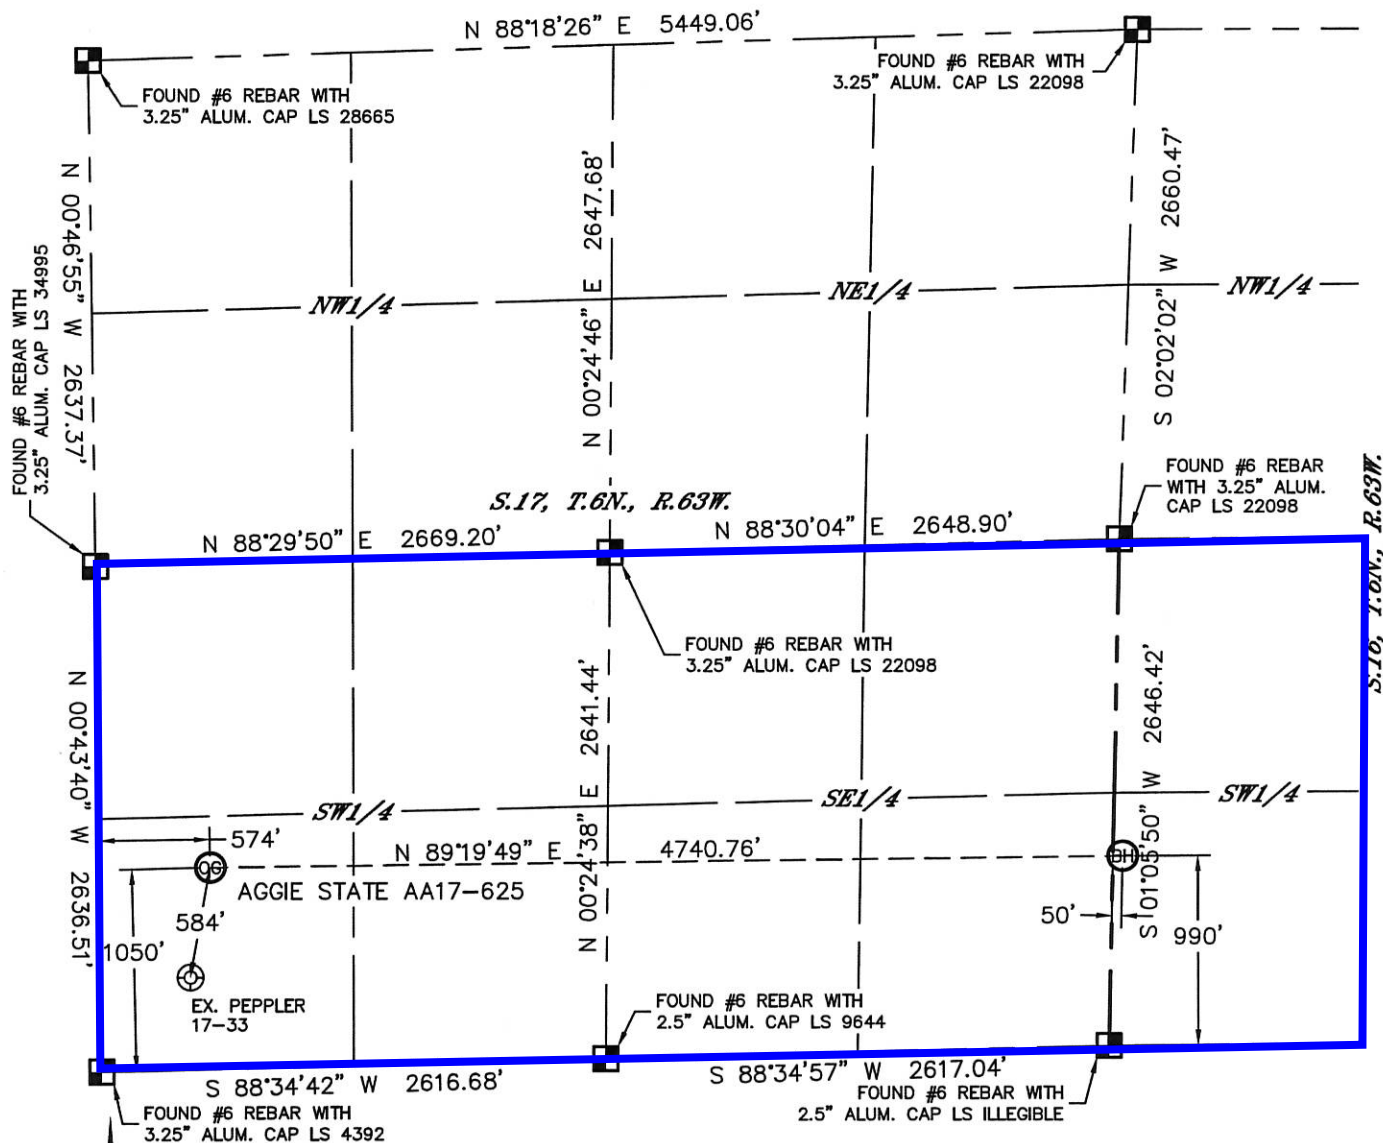 N 88°18'26" E 5449.06'
FOUND #6 REBAR WITH
3.25" ALUM. CAP LS 28665
FOUND #6 REBAR WITH
3.25" ALUM. CAP LS 22098
N 00°46'55" W 2637.37'
N 00°24'46" E 2647.68'
S 02°02'02" W 2660.47'
FOUND #6 REBAR WITH
3.25" ALUM. CAP LS 34995
NW1/4
NE1/4
NW1/4
FOUND #6 REBAR
WITH 3.25" ALUM.
CAP LS 22098
S.17, T.6N., R.63W.
S.16, T.6N., R.63W.
N 88°29'50" E 2669.20'
N 88°30'04" E 2648.90'
FOUND #6 REBAR WITH
3.25" ALUM. CAP LS 22098
N 00°43'40" W 2636.51'
N 00°24'38" E 2641.44'
S 01°05'50" W 2646.42'
SW1/4
SE1/4
SW1/4
574'
N 89°19'49" E 4740.76'
OG
BH
AGGIE STATE AA17-625
584'
1050'
50'
990'
EX. PEPPLER
17-33
FOUND #6 REBAR WITH
2.5" ALUM. CAP LS 9644
S 88°34'42" W 2616.68'
S 88°34'57" W 2617.04'
FOUND #6 REBAR WITH
3.25" ALUM. CAP LS 4392
FOUND #6 REBAR WITH
2.5" ALUM. CAP LS ILLEGIBLE